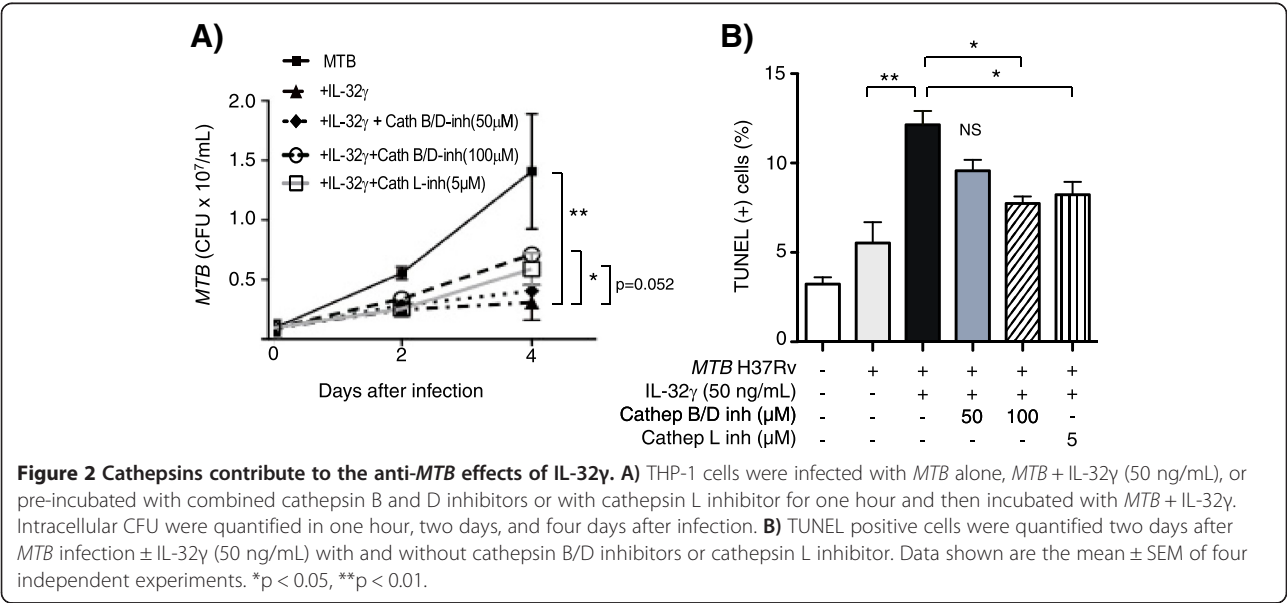 A)
MTB
+IL-32γ
+IL-32γ + Cath B/D-inh(50μM)
+IL-32γ+Cath B/D-inh(100μM)
+IL-32γ+Cath L-inh(5μM)
2.0
1.5
1.0
0.5
MTB (CFU x 10⁷/mL)
**
*
p=0.052
0 2 4
Days after infection
B)
*
*
**
NS
15
10
5
0
TUNEL (+) cells (%)
MTB H37Rv - + + + + +
IL-32γ (50 ng/mL) - - + + + +
Cathep B/D inh (μM) - - - 50 100 -
Cathep L inh (μM) - - - - - 5
Figure 2 Cathepsins contribute to the anti-MTB effects of IL-32γ. A) THP-1 cells were infected with MTB alone, MTB + IL-32γ (50 ng/mL), or
pre-incubated with combined cathepsin B and D inhibitors or with cathepsin L inhibitor for one hour and then incubated with MTB + IL-32γ.
Intracellular CFU were quantified in one hour, two days, and four days after infection. B) TUNEL positive cells were quantified two days after
MTB infection ± IL-32γ (50 ng/mL) with and without cathepsin B/D inhibitors or cathepsin L inhibitor. Data shown are the mean ± SEM of four
independent experiments. *p < 0.05, **p < 0.01.